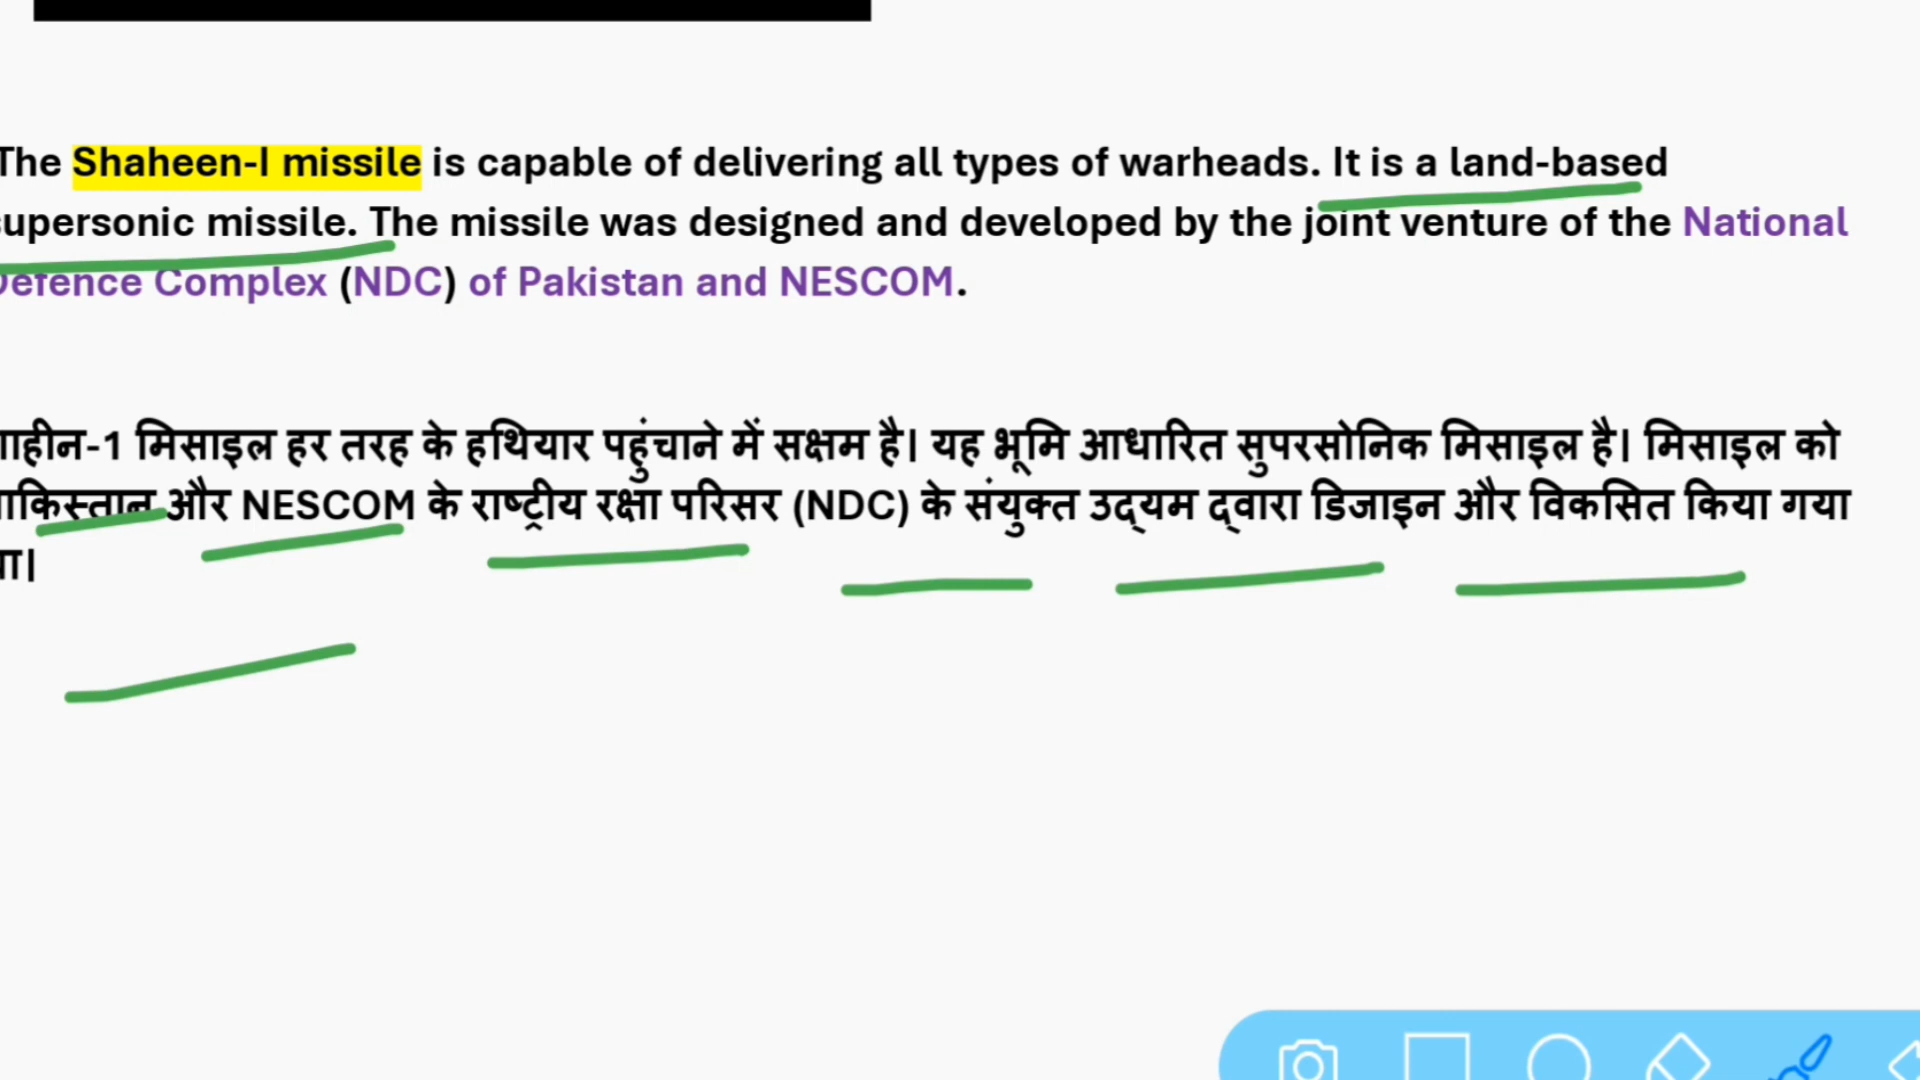 The Shaheen-I missile is capable of delivering all types of warheads. It is a land-based
supersonic missile. The missile was designed and developed by the joint venture of the National
Defence Complex (NDC) of Pakistan and NESCOM.
शाहीन-1 मिसाइल हर तरह के हथियार पहुंचाने में सक्षम है। यह भूमि आधारित सुपरसोनिक मिसाइल है। मिसाइल को
पाकिस्तान और NESCOM के राष्ट्रीय रक्षा परिसर (NDC) के संयुक्त उद्यम द्वारा डिजाइन और विकसित किया गया
था।